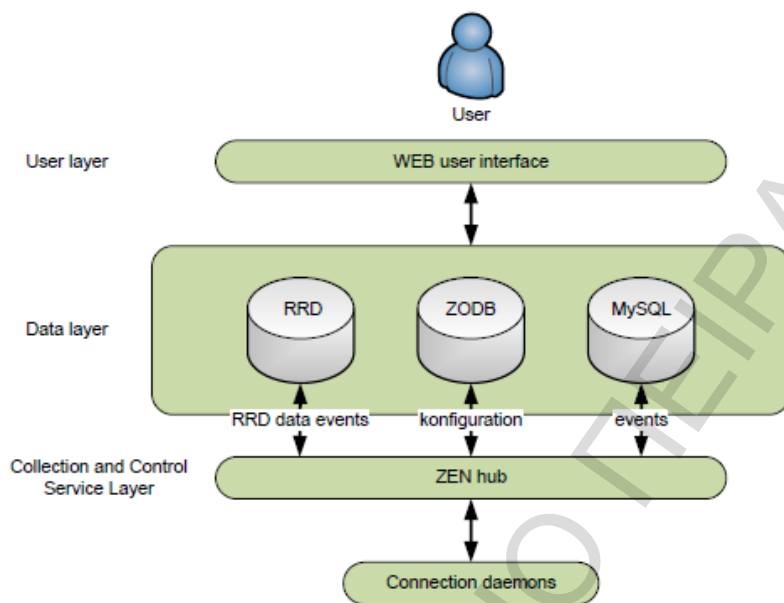 User
User layer
WEB user interface
RRD
ZODB
MySQL
Data layer
RRD data events
konfiguration
events
Collection and Control
Service Layer
ZEN hub
Connection daemons